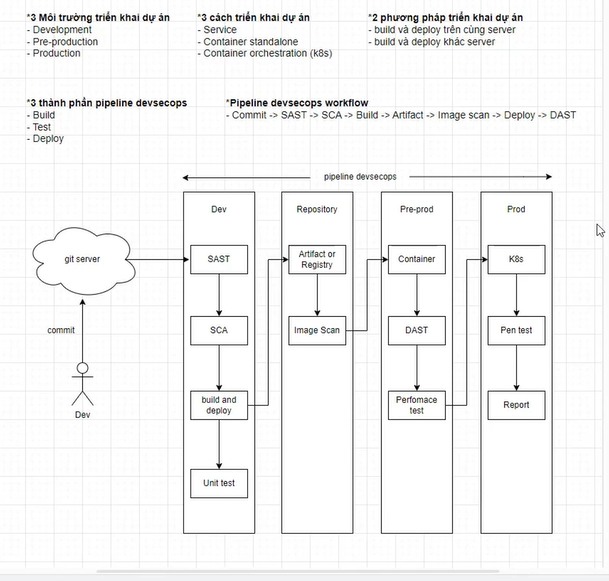 *3 Môi trường triển khai dự án
- Development
- Pre-production
- Production
*3 cách triển khai dự án
- Service
- Container standalone
- Container orchestration (k8s)
*2 phương pháp triển khai dự án
- build và deploy trên cùng server
- build và deploy khác server
*3 thành phần pipeline devsecops
- Build
- Test
- Deploy
*Pipeline devsecops workflow
- Commit -> SAST -> SCA -> Build -> Artifact -> Image scan -> Deploy -> DAST
pipeline devsecops
git server
commit
Dev
Dev
SAST
SCA
build and
deploy
Unit test
Repository
Artifact or
Registry
Image Scan
Pre-prod
Container
DAST
Perfomace
test
Prod
K8s
Pen test
Report